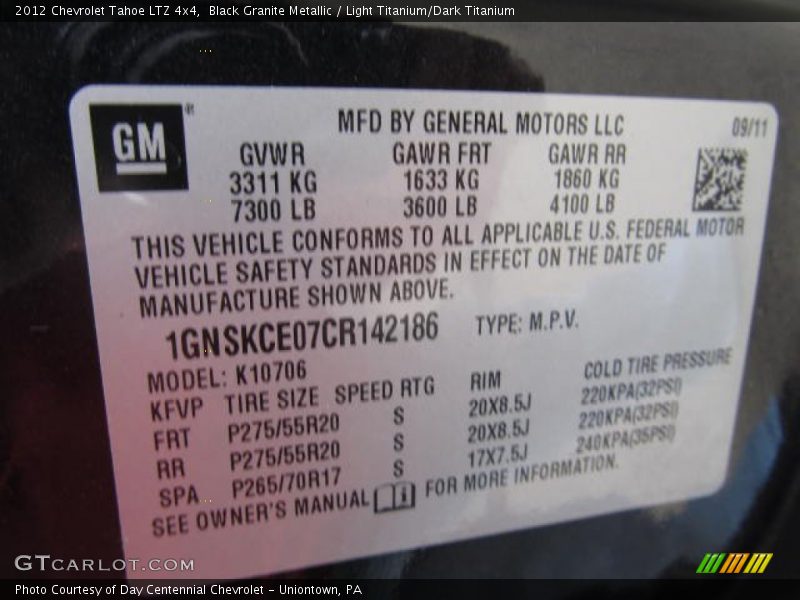 2012 Chevrolet Tahoe LTZ 4x4, Black Granite Metallic / Light Titanium/Dark Titanium
GM ®
MFD BY GENERAL MOTORS LLC 09/11
GVWR GAWR FRT GAWR RR
3311 KG 1633 KG 1860 KG
7300 LB 3600 LB 4100 LB
THIS VEHICLE CONFORMS TO ALL APPLICABLE U.S. FEDERAL MOTOR
VEHICLE SAFETY STANDARDS IN EFFECT ON THE DATE OF
MANUFACTURE SHOWN ABOVE.
1GNSKCE07CR142186 TYPE: M.P.V.
MODEL: K10706
KFVP TIRE SIZE SPEED RTG RIM COLD TIRE PRESSURE
FRT P275/55R20 S 20X8.5J 220KPA(32PSI)
RR P275/55R20 S 20X8.5J 220KPA(32PSI)
SPA P265/70R17 S 17X7.5J 240KPA(35PSI)
SEE OWNER'S MANUAL FOR MORE INFORMATION.
GTCARLOT.COM
Photo Courtesy of Day Centennial Chevrolet - Uniontown, PA